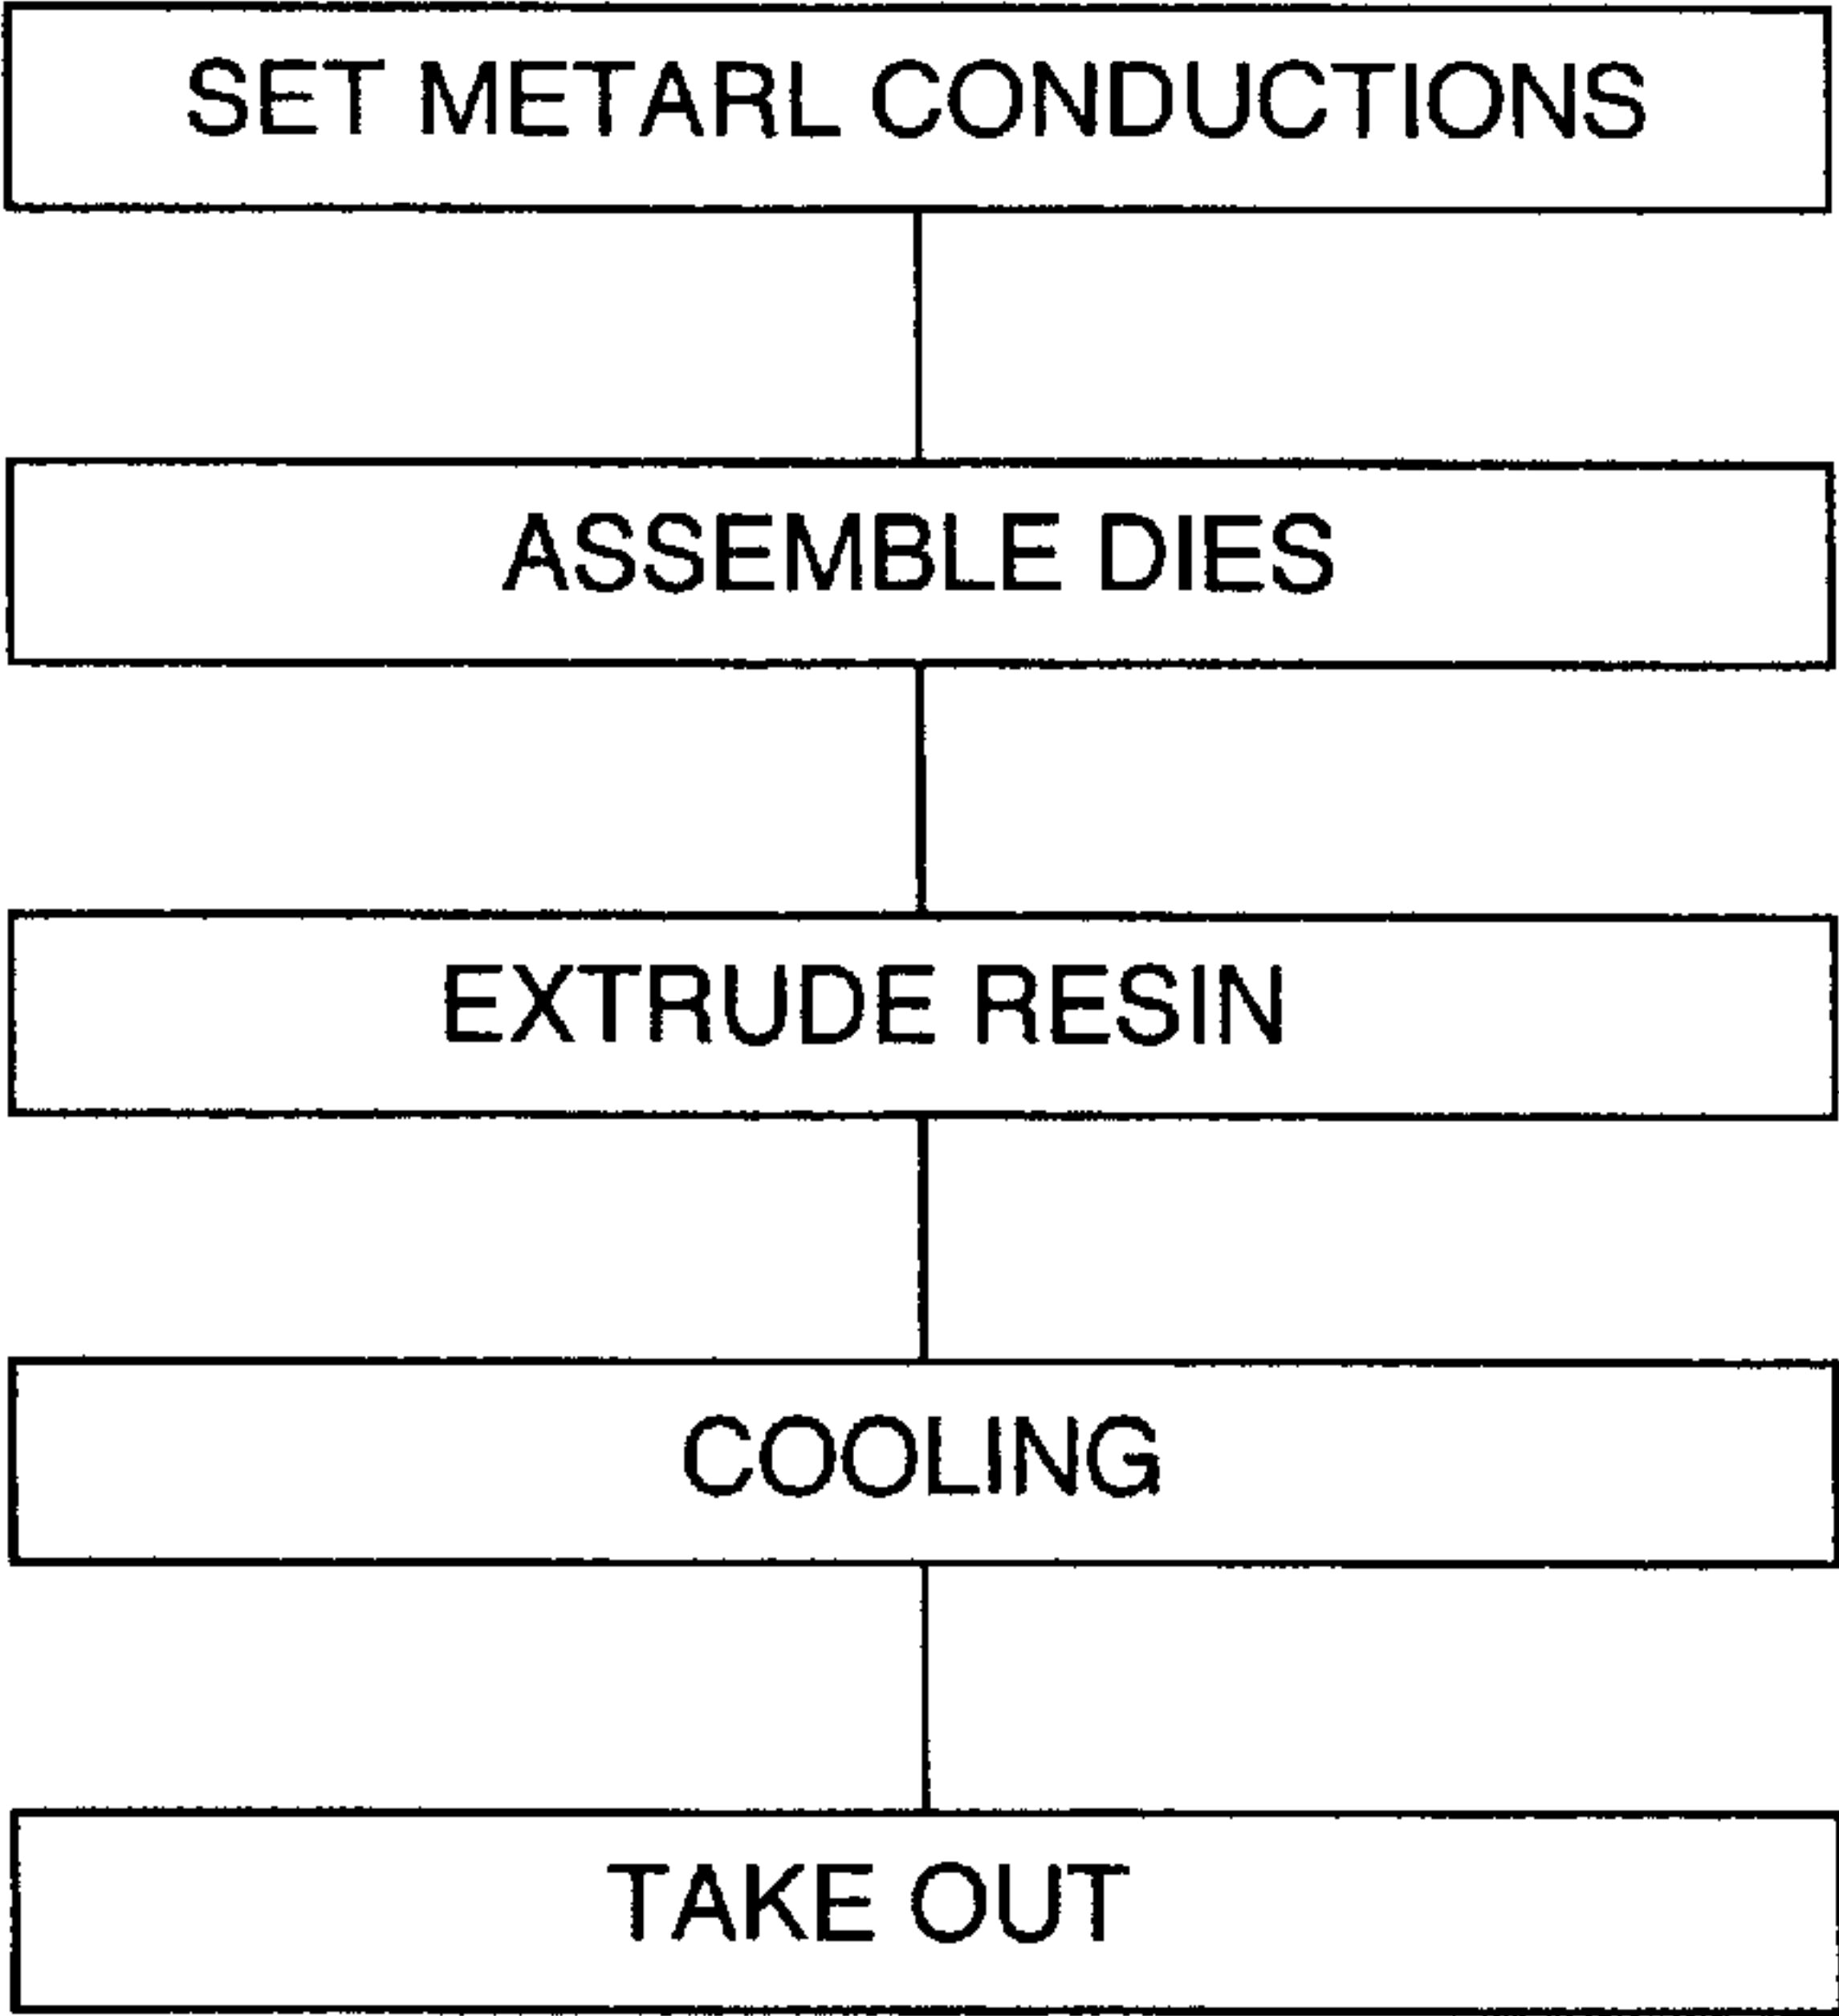 SET METARL CONDUCTIONS
ASSEMBLE DIES
EXTRUDE RESIN
COOLING
TAKE OUT